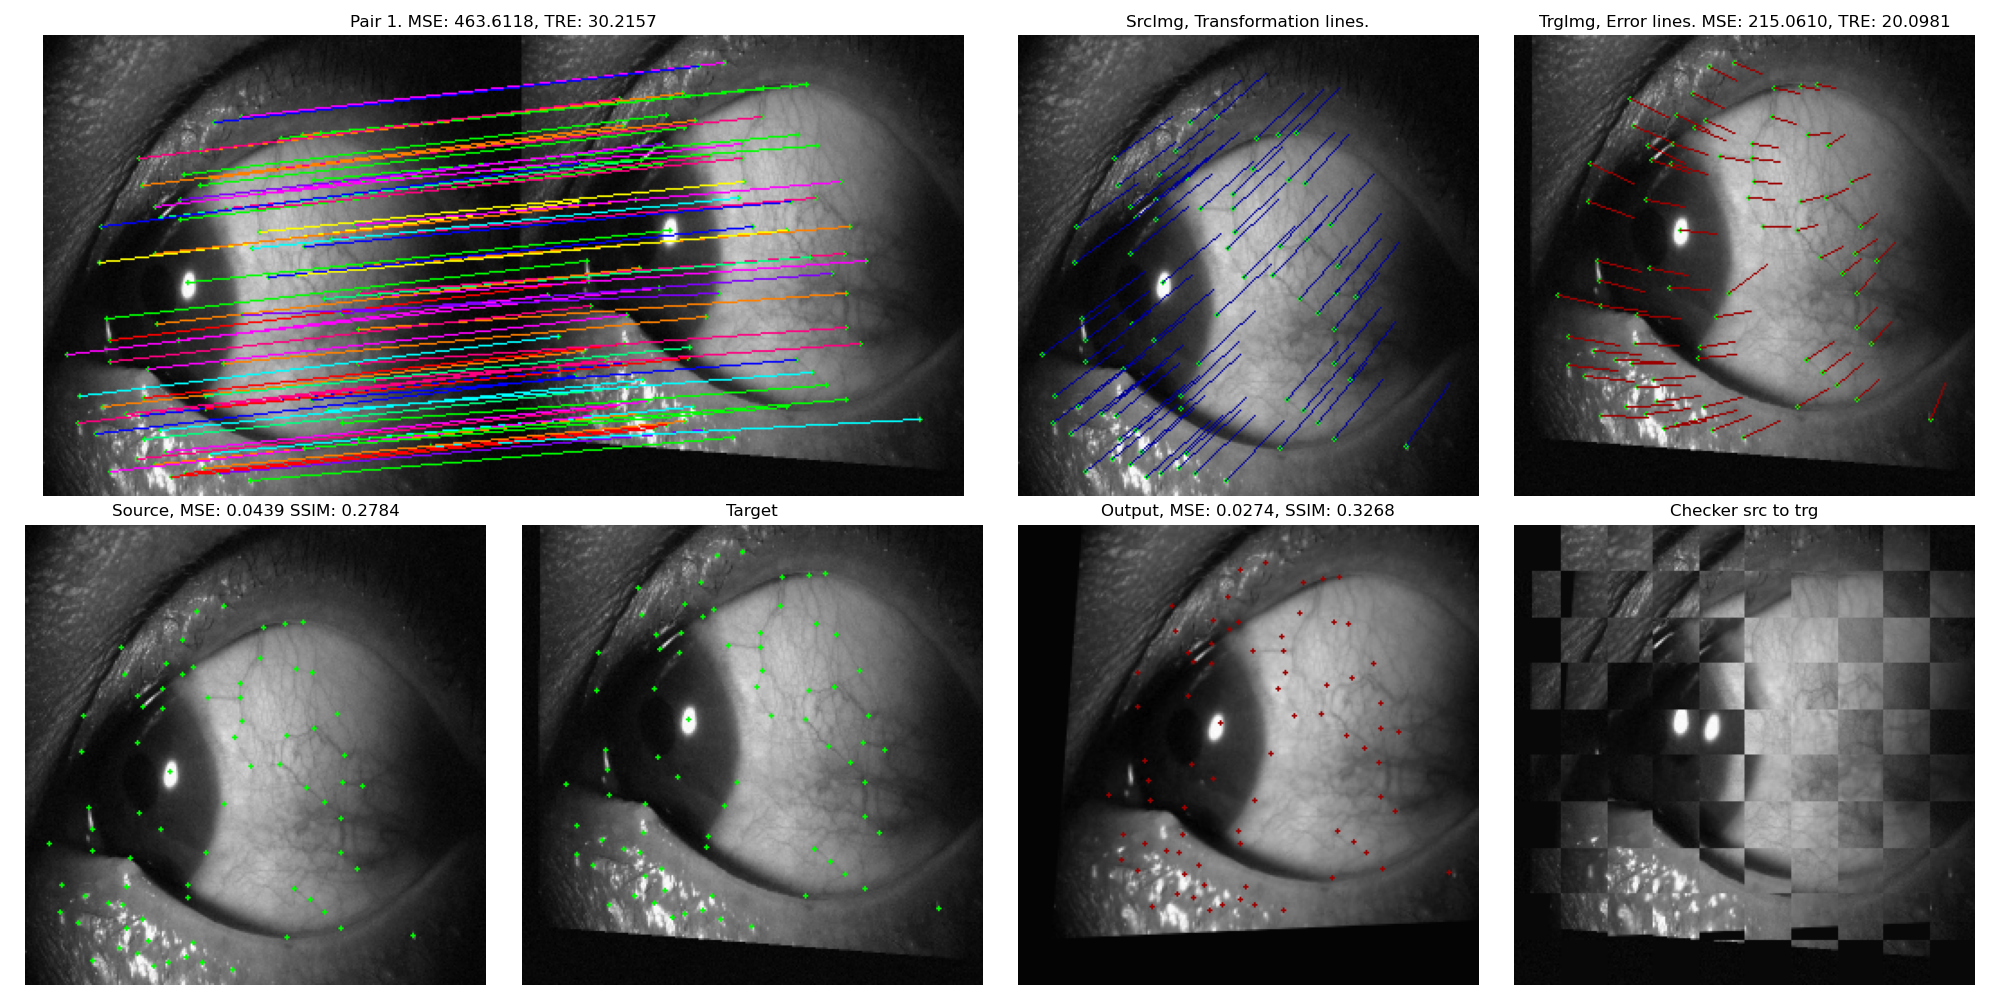 Pair 1. MSE: 463.6118, TRE: 30.2157
SrcImg, Transformation lines.
TrgImg, Error lines. MSE: 215.0610, TRE: 20.0981
Source, MSE: 0.0439 SSIM: 0.2784
Target
Output, MSE: 0.0274, SSIM: 0.3268
Checker src to trg